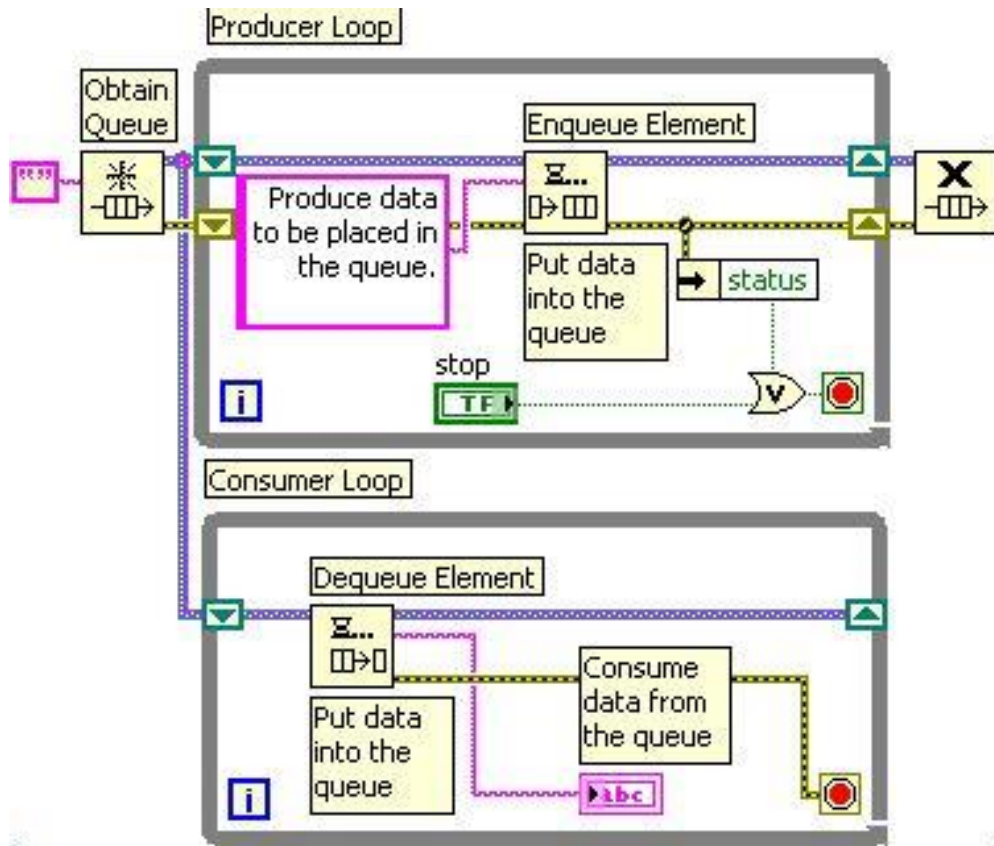 Producer Loop
Obtain
Queue
Enqueue Element
""
Produce data
to be placed in
the queue.
Put data
into the
queue
status
stop
TF
V
i
Consumer Loop
Dequeue Element
Put data
into the
queue
Consume
data from
the queue
abc
i